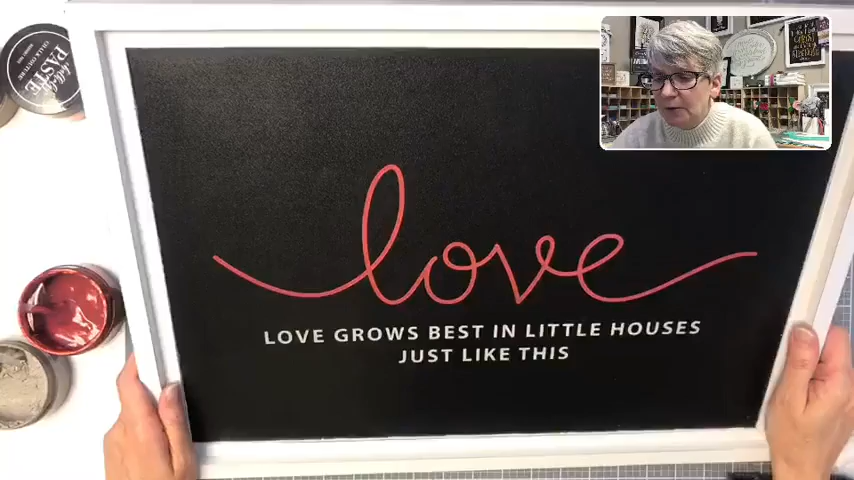 love
LOVE GROWS BEST IN LITTLE HOUSES
JUST LIKE THIS
PASTE